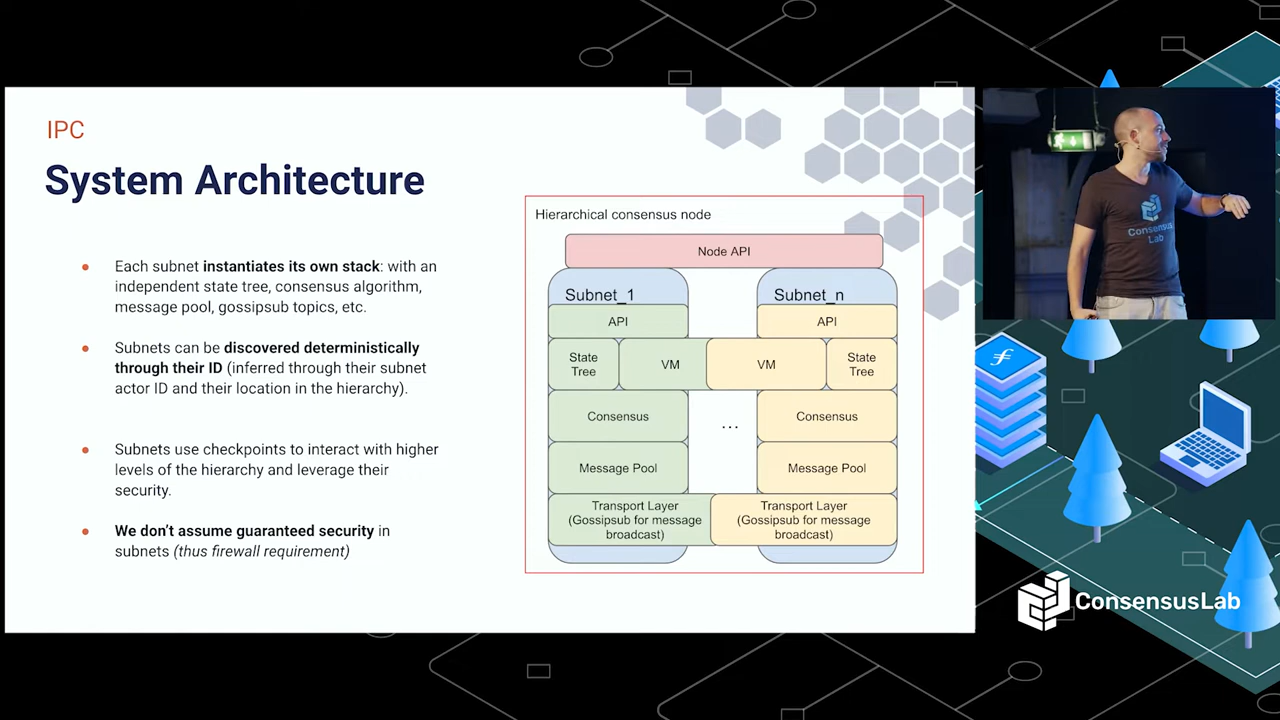 IPC
System Architecture
Each subnet instantiates its own stack: with an
independent state tree, consensus algorithm,
message pool, gossipsub topics, etc.
Subnets can be discovered deterministically
through their ID (inferred through their subnet
actor ID and their location in the hierarchy).
Subnets use checkpoints to interact with higher
levels of the hierarchy and leverage their
security.
We don’t assume guaranteed security in
subnets (thus firewall requirement)
Hierarchical consensus node
Node API
Subnet_1
API
State
Tree
VM
Consensus
Message Pool
Transport Layer
(Gossipsub for message
broadcast)
...
Subnet_n
API
VM
State
Tree
Consensus
Message Pool
Transport Layer
(Gossipsub for message
broadcast)
Consensus
Lab
ConsensusLab